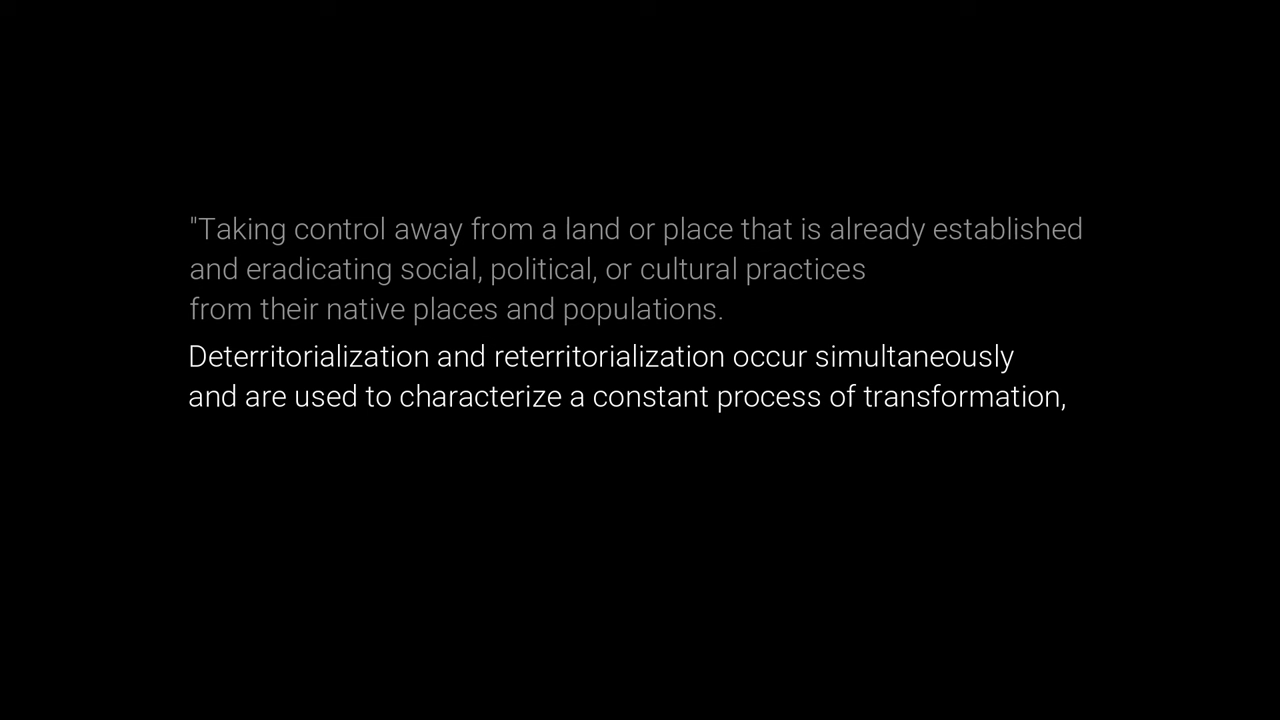 "Taking control away from a land or place that is already established
and eradicating social, political, or cultural practices
from their native places and populations.
Deterritorialization and reterritorialization occur simultaneously
and are used to characterize a constant process of transformation,